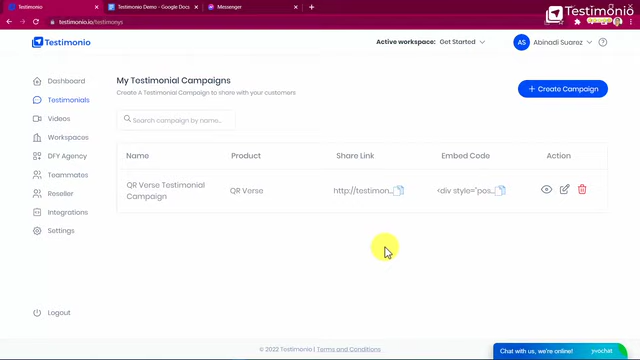 Testimonio
Testimonio Demo - Google Docs
Messenger
testimonio.io/testimonys
Testimonio
Testimonio
Active workspace: Get Started
AS
Abinadi Suarez
Dashboard
Testimonials
Videos
Workspaces
DFY Agency
Teammates
Reseller
Integrations
Settings
Logout
My Testimonial Campaigns
Create A Testimonial Campaign to share with your customers
+ Create Campaign
Search campaign by name...
Name Product Share Link Embed Code Action
QR Verse Testimonial
Campaign
QR Verse
http://testimon...
<div style="pos...
© 2022 Testimonio | Terms and Conditions
Chat with us, we're online!
yvochat